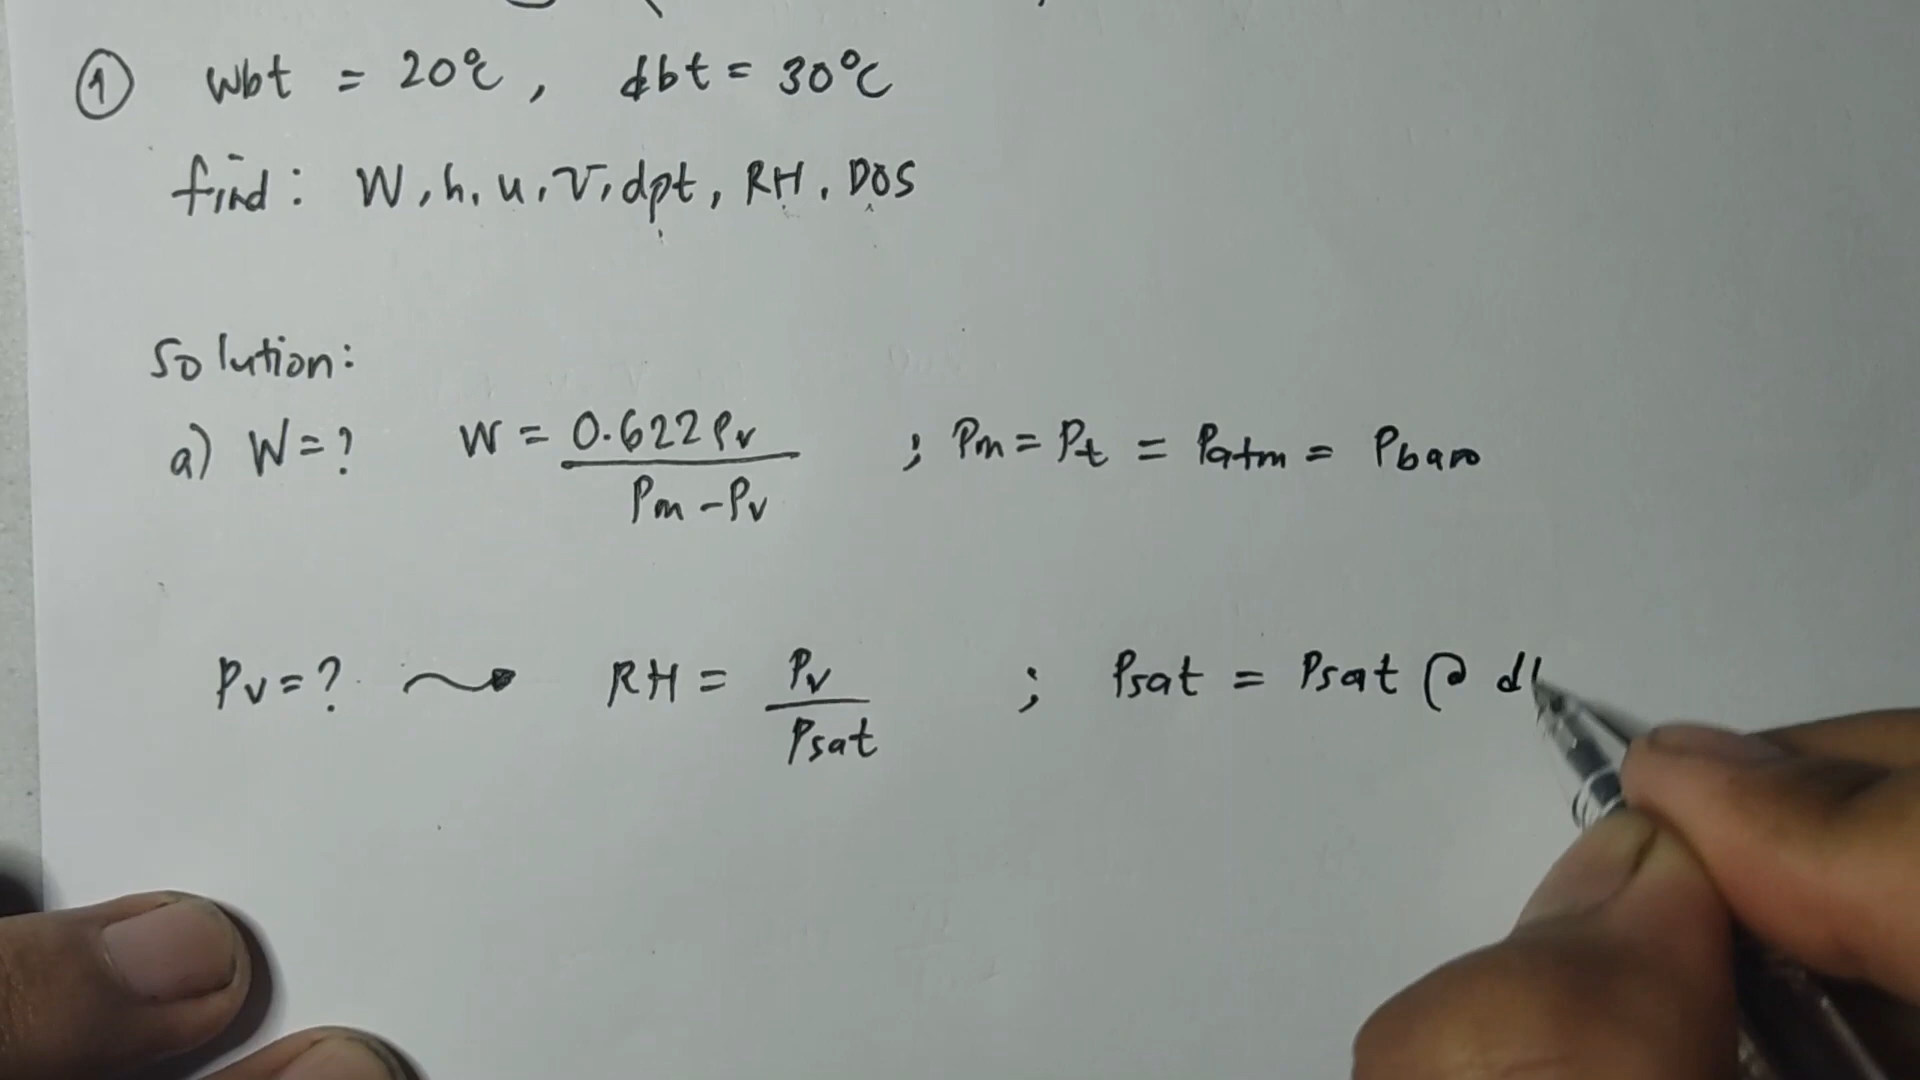 ① wbt = 20°C, dbt = 30°C
find: W, h, u, v, dpt, RH, DOS
Solution:
a) W = ? W = 0.622 Pv / Pm - Pv ; Pm = Pt = Patm = Pbaro
Pv = ? RH = Pv / Psat ; Psat = Psat @ db